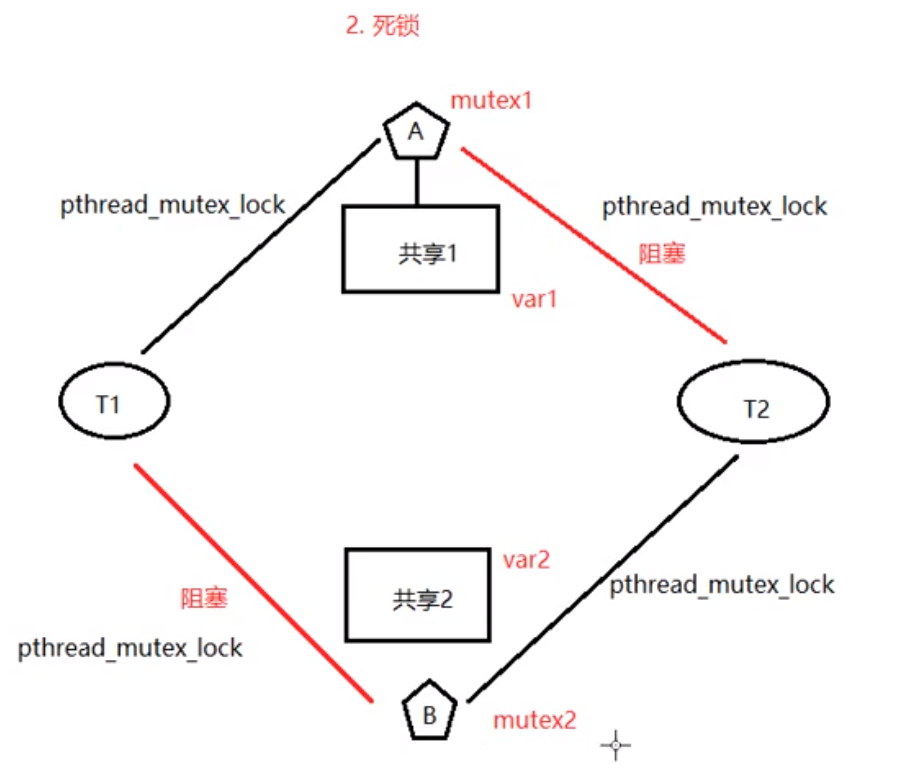 2. 死锁
mutex1
A
pthread_mutex_lock
pthread_mutex_lock
共享1
阻塞
var1
T1
T2
var2
阻塞
共享2
pthread_mutex_lock
pthread_mutex_lock
B
mutex2